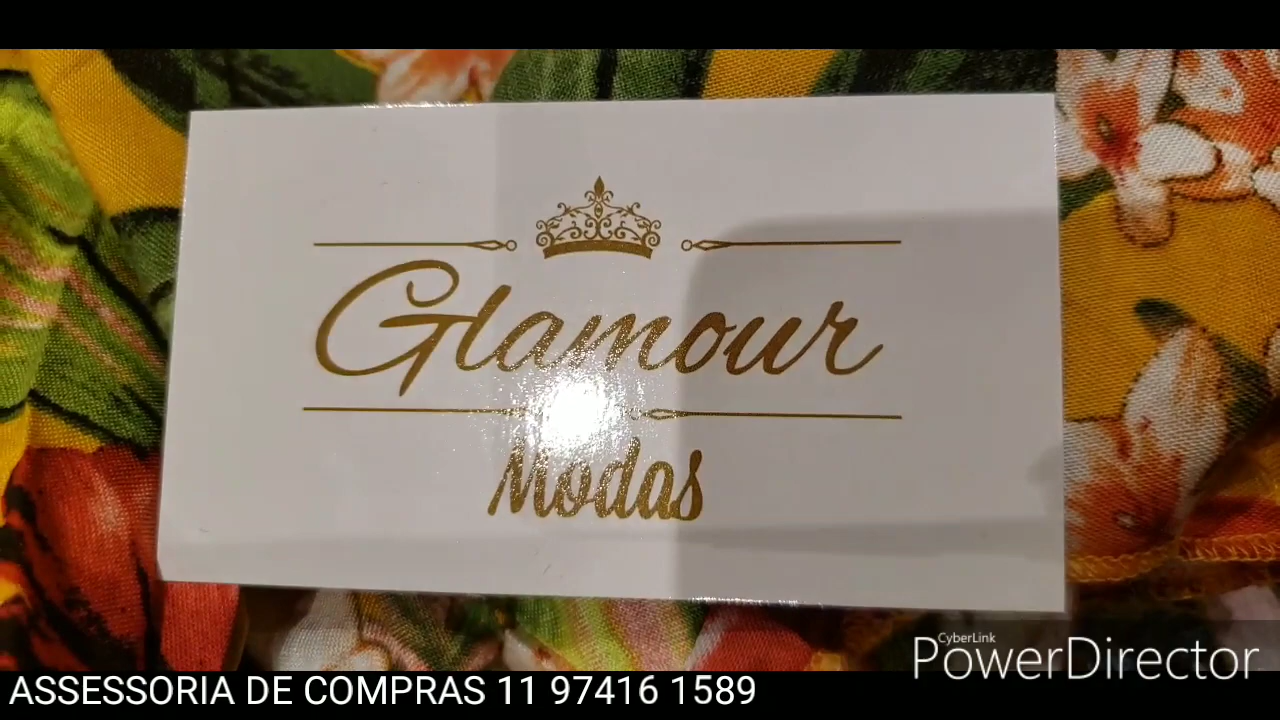 Glamour
Modas
CyberLink
PowerDirector
ASSESSORIA DE COMPRAS 11 97416 1589